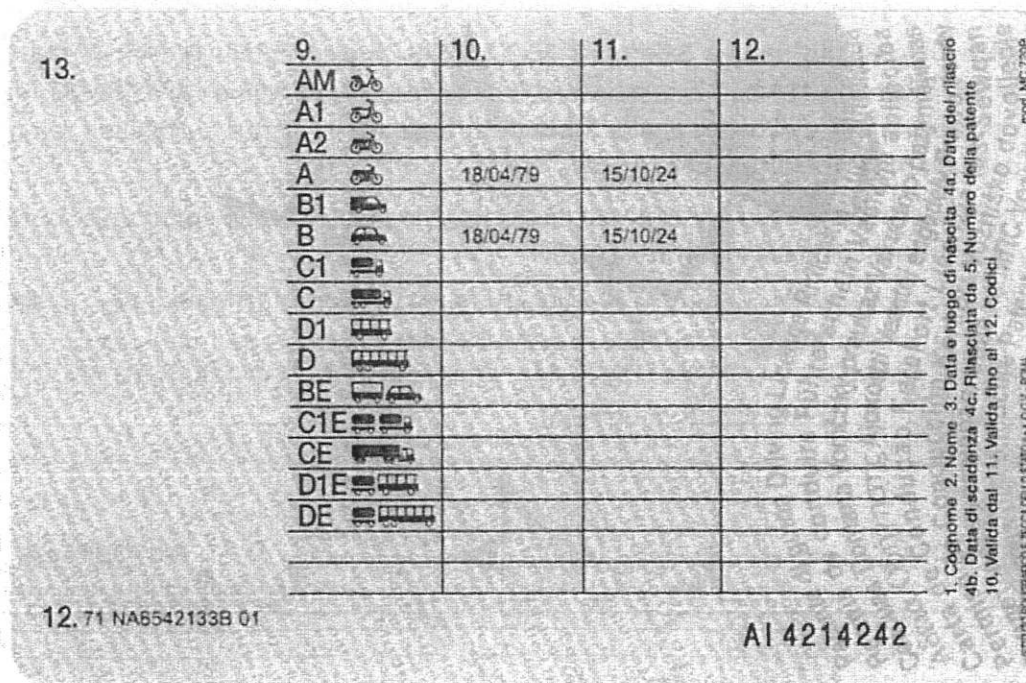 13.
9. 10. 11. 12.
AM
A1
A2
A 18/04/79 15/10/24
B1
B 18/04/79 15/10/24
C1
C
D1
D
BE
C1E
CE
D1E
DE
12. 71 NA6542133B 01
AI 4214242
1. Cognome 2. Nome 3. Data e luogo di nascita 4a. Data del rilascio
4b. Data di scadenza 4c. Rilasciata da 5. Numero della patente
10. Valida dal 11. Valida fino al 12. Codici
mod. MC 7209